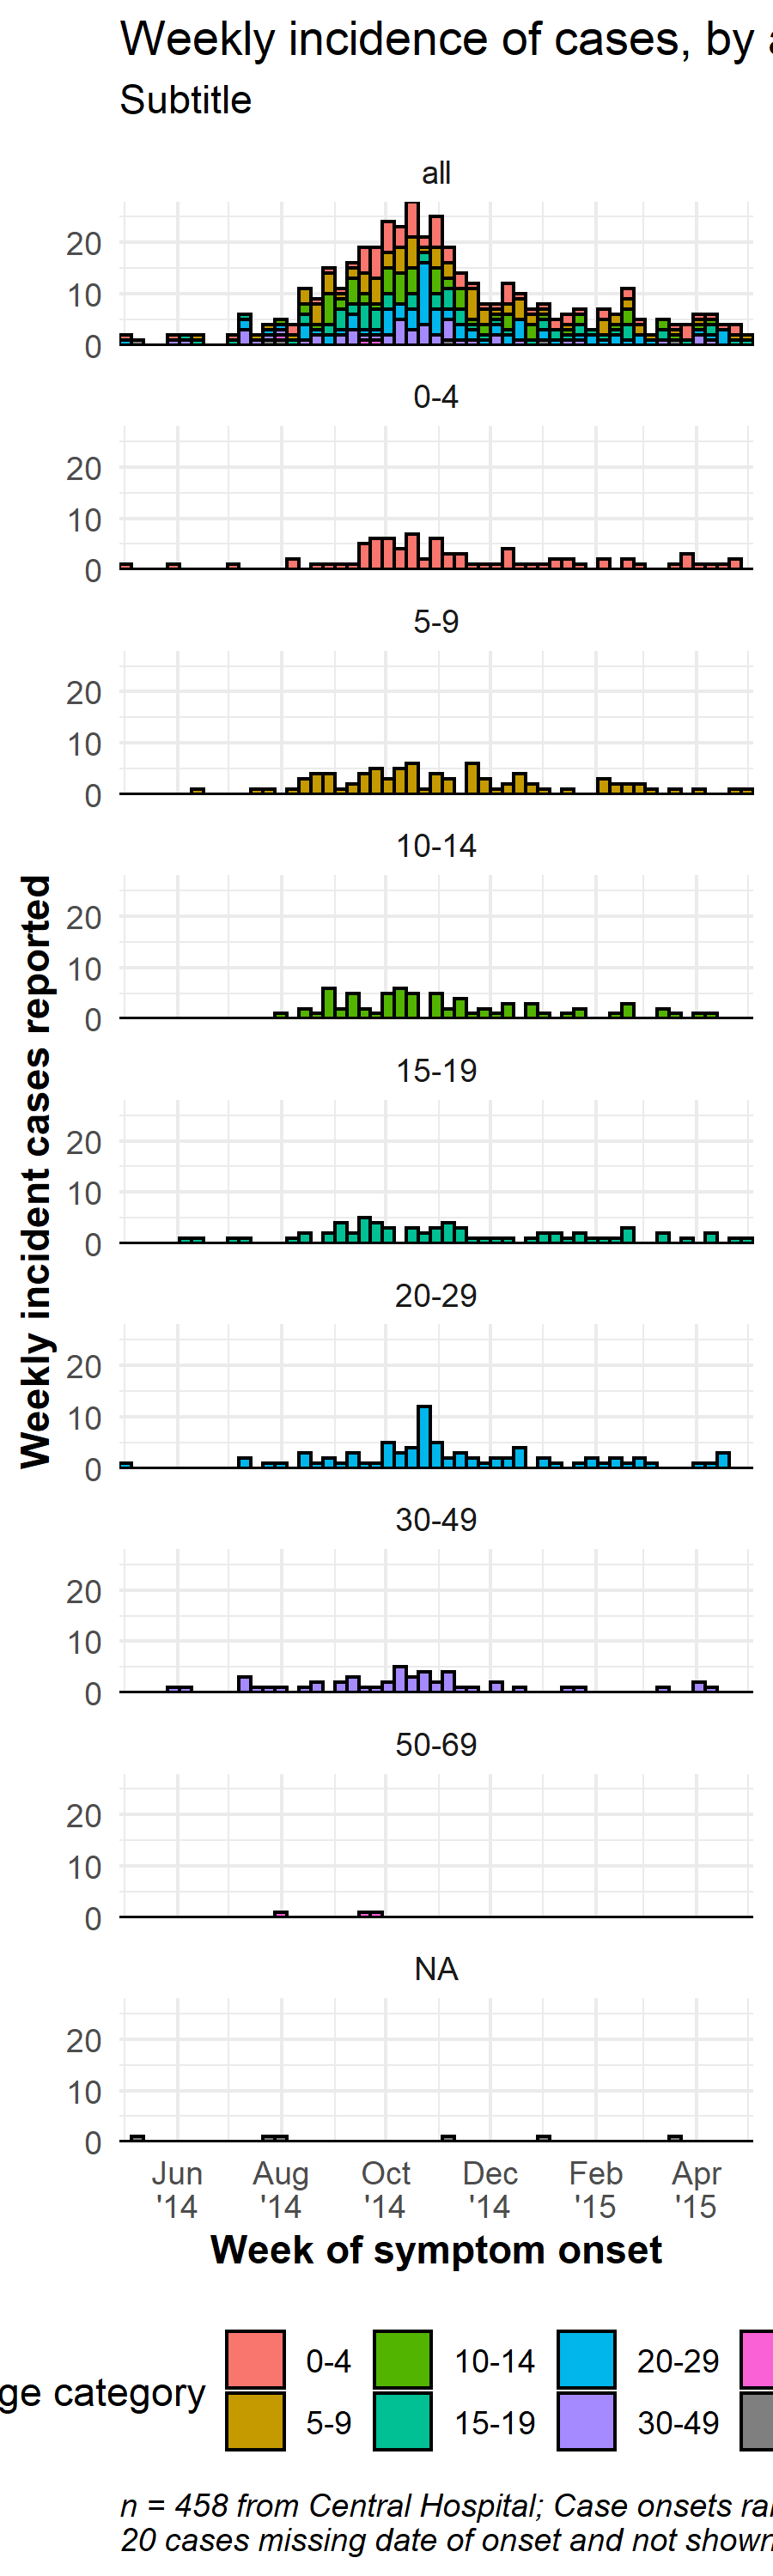 Weekly incidence of cases, by
Subtitle
all
20
10
0
0-4
20
10
0
5-9
20
10
0
10-14
20
10
0
15-19
20
10
0
20-29
20
10
0
30-49
20
10
0
50-69
20
10
0
NA
20
10
0
Weekly incident cases reported
Jun Aug Oct Dec Feb Apr
'14 '14 '14 '14 '15 '15
Week of symptom onset
ge category
0-4 10-14 20-29
5-9 15-19 30-49
n = 458 from Central Hospital; Case onsets
20 cases missing date of onset and not shown